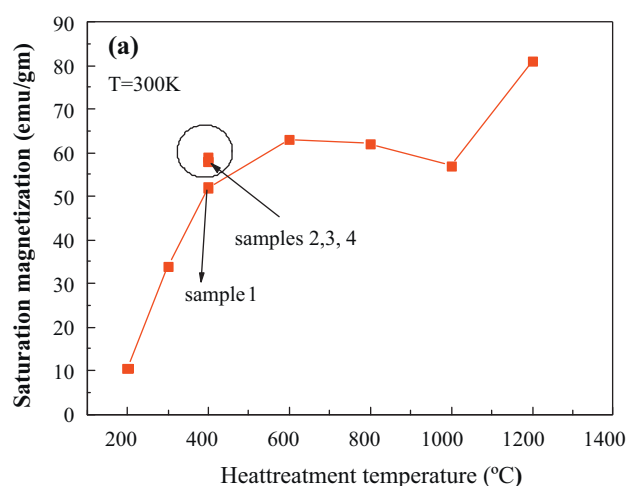 (a)
T=300K
90
80
70
60
50
40
30
20
10
0
samples 2,3, 4
sample 1
200 400 600 800 1000 1200 1400
Saturation magnetization (emu/gm)
Heattreatment temperature (ºC)